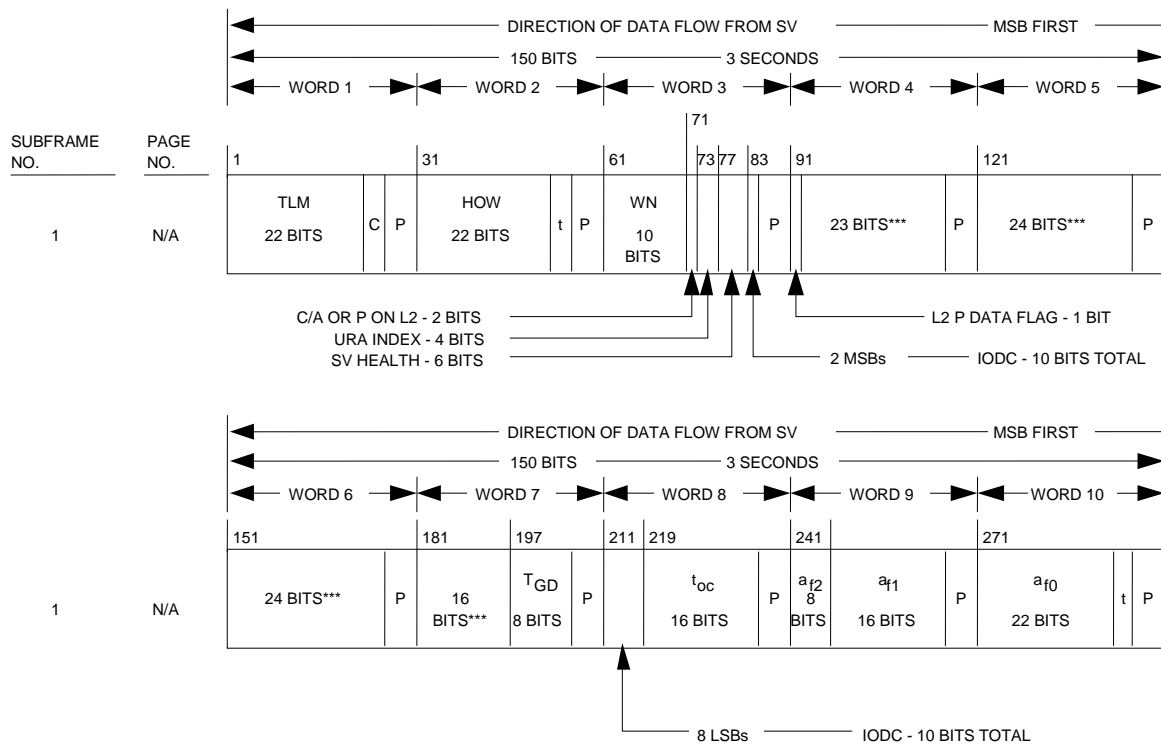 DIRECTION OF DATA FLOW FROM SV MSB FIRST
150 BITS 3 SECONDS
WORD 1 WORD 2 WORD 3 WORD 4 WORD 5
SUBFRAME NO. PAGE NO.
71
1 31 61 73 77 83 91 121
1 N/A
TLM 22 BITS C P
HOW 22 BITS t P
WN 10 BITS P
23 BITS*** P
24 BITS*** P
C/A OR P ON L2 - 2 BITS
URA INDEX - 4 BITS
SV HEALTH - 6 BITS
2 MSBs IODC - 10 BITS TOTAL
L2 P DATA FLAG - 1 BIT
DIRECTION OF DATA FLOW FROM SV MSB FIRST
150 BITS 3 SECONDS
WORD 6 WORD 7 WORD 8 WORD 9 WORD 10
151 181 197 211 219 241 271
1 N/A
24 BITS*** P
16 BITS***
TGD 8 BITS P
toc 16 BITS P
af2 8 BITS
af1 16 BITS P
af0 22 BITS t P
8 LSBs IODC - 10 BITS TOTAL